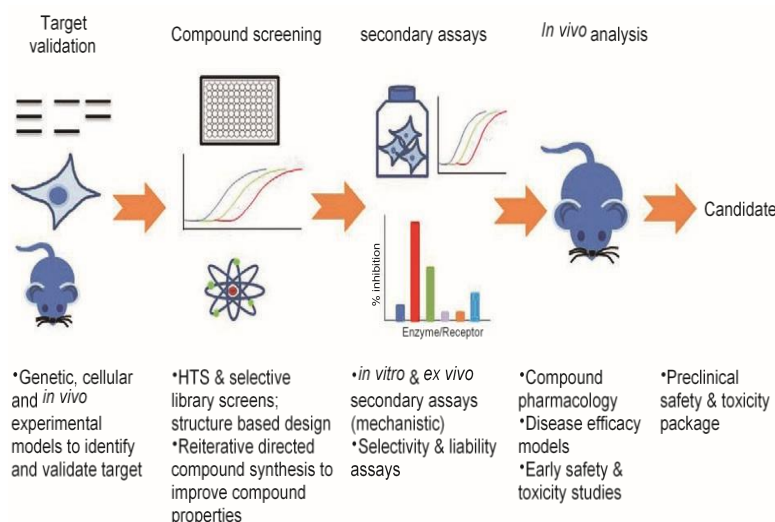 Target
validation
Compound screening
secondary assays
In vivo analysis
Candidate
% inhibition
Enzyme/Receptor
•Genetic, cellular
and in vivo
experimental
models to identify
and validate target
•HTS & selective
library screens;
structure based design
•Reiterative directed
compound synthesis to
improve compound
properties
•in vitro & ex vivo
secondary assays
(mechanistic)
•Selectivity & liability
assays
•Compound
pharmacology
•Disease efficacy
models
•Early safety &
toxicity studies
•Preclinical
safety & toxicity
package